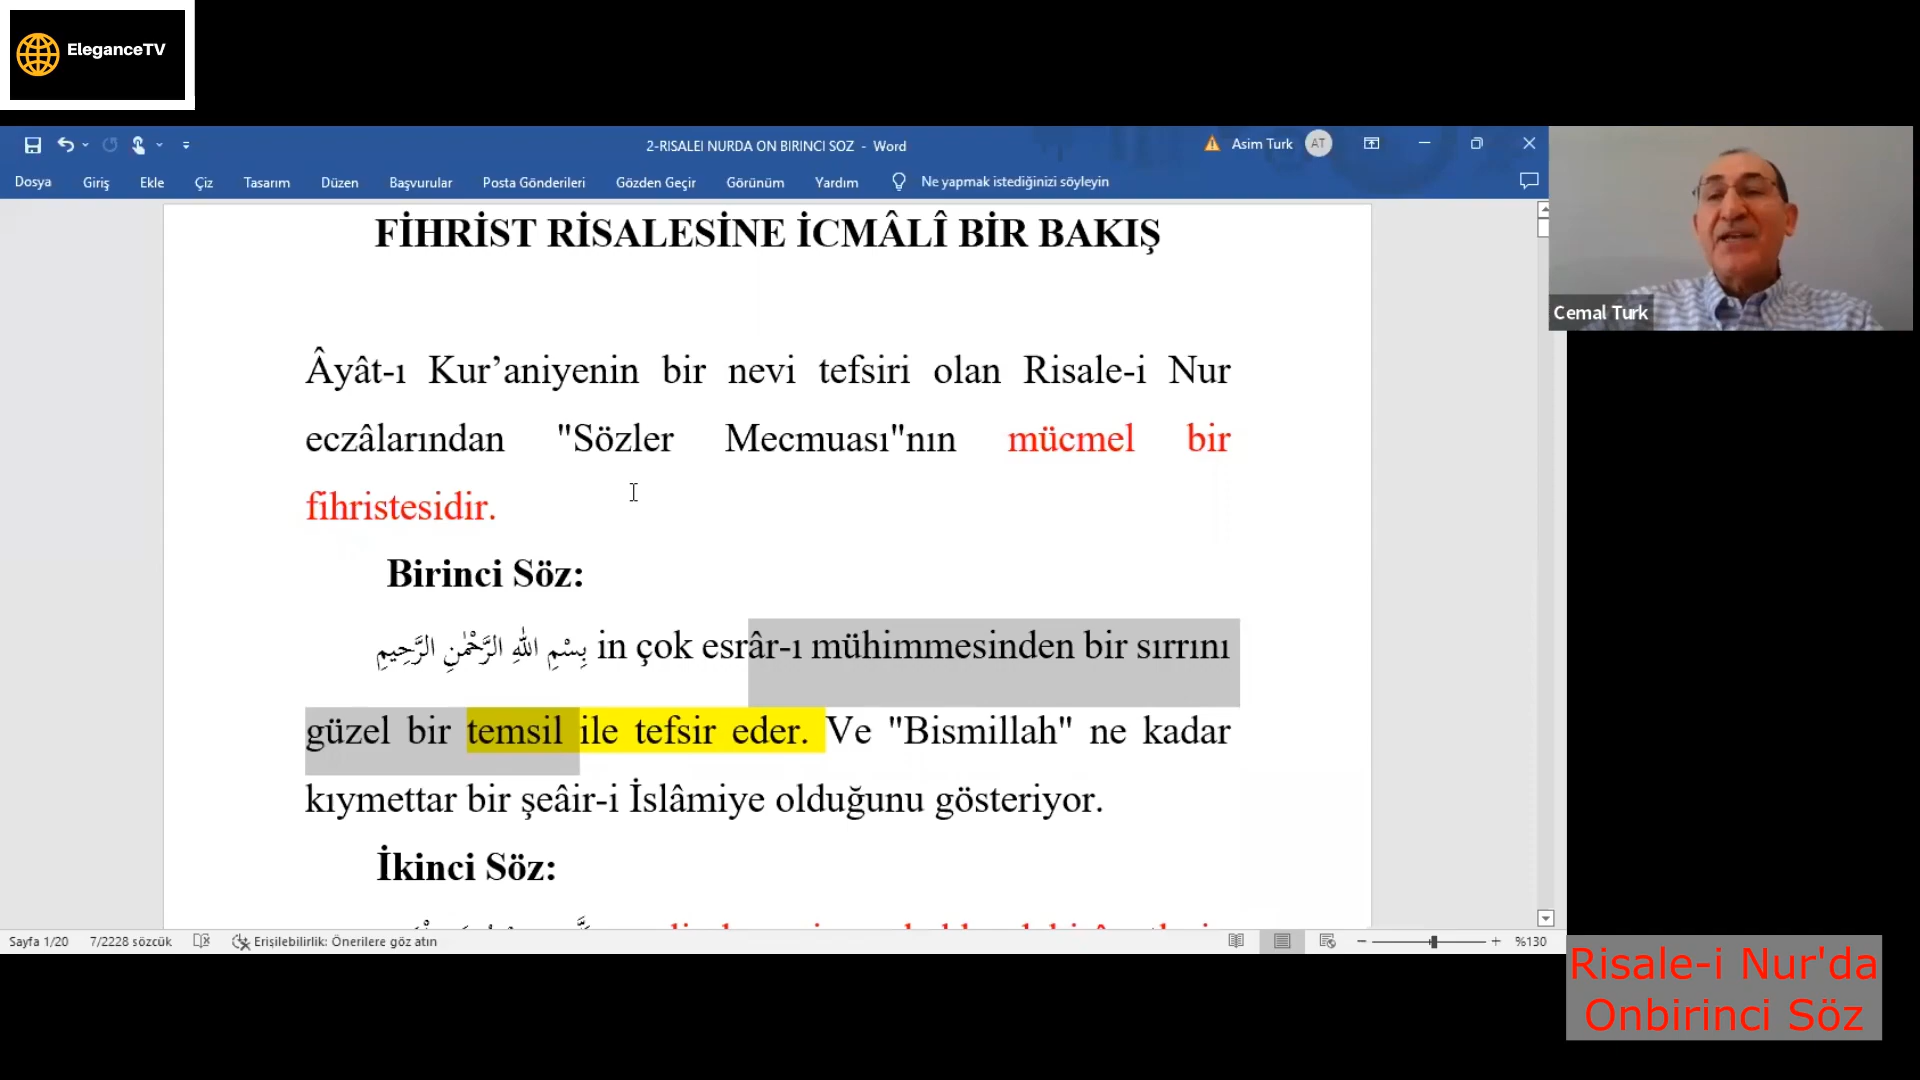 EleganceTV
2-RISALEI NURDA ON BIRINCI SOZ - Word
Asim Turk AT
Dosya Giriş Ekle Çiz Tasarım Düzen Başvurular Posta Gönderileri Gözden Geçir Görünüm Yardım Ne yapmak istediğinizi söyleyin
FİHRİST RİSALESİNE İCMÂLÎ BİR BAKIŞ
Âyât-ı Kur’aniyenin bir nevi tefsiri olan Risale-i Nur
eczâlarından "Sözler Mecmuası"nın mücmel bir
fihristesidir.
Birinci Söz:
بِسْمِ اللّٰهِ الرَّحْمٰنِ الرَّحِيمِ in çok esrâr-ı mühimmesinden bir sırrını
güzel bir temsil ile tefsir eder. Ve "Bismillah" ne kadar
kıymettar bir şeâir-i İslâmiye olduğunu gösteriyor.
İkinci Söz:
Sayfa 1/20 7/2228 sözcük Erişilebilirlik: Önerilere göz atın %130
Cemal Turk
Risale-i Nur'da
Onbirinci Söz